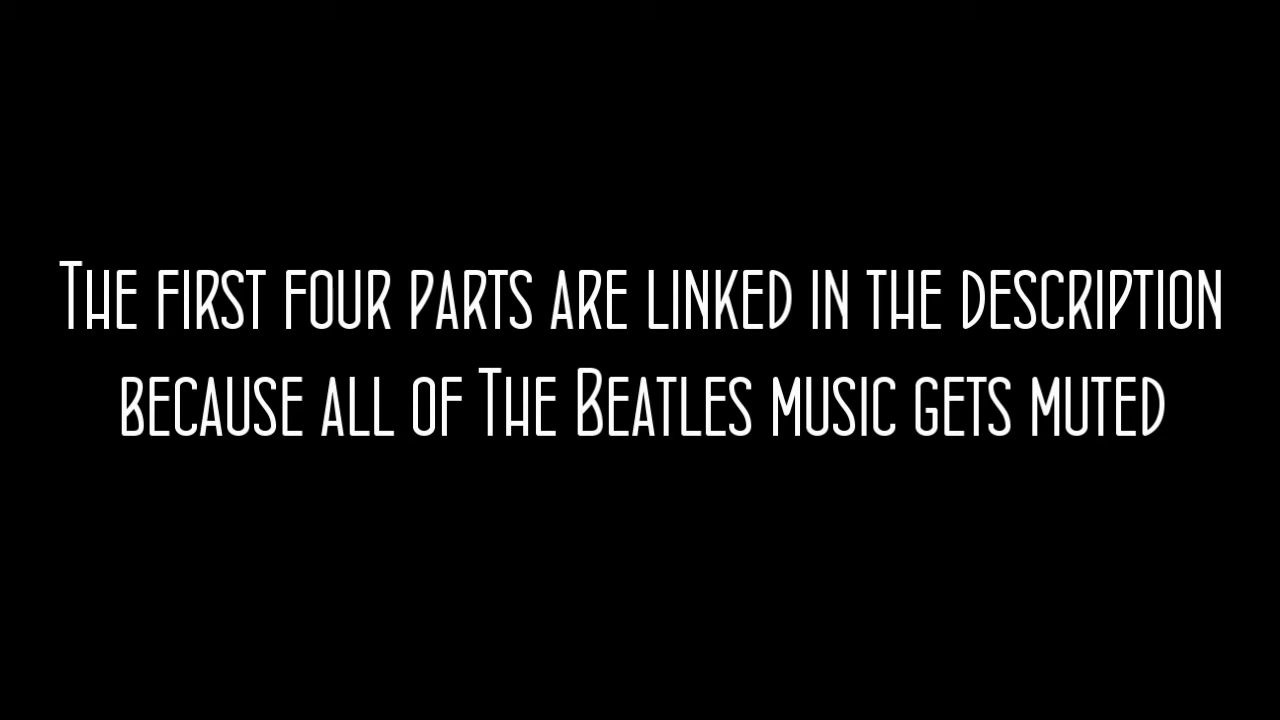 The first four parts are linked in the description
because all of The Beatles music gets muted